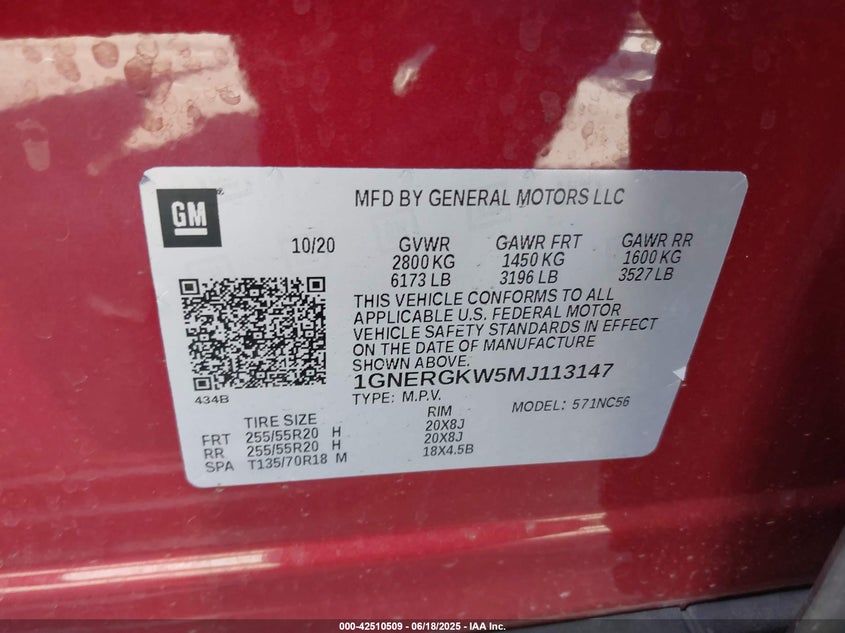 GM
MFD BY GENERAL MOTORS LLC
10/20 GVWR GAWR FRT GAWR RR
2800 KG 1450 KG 1600 KG
6173 LB 3196 LB 3527 LB
THIS VEHICLE CONFORMS TO ALL
APPLICABLE U.S. FEDERAL MOTOR
VEHICLE SAFETY STANDARDS IN EFFECT
ON THE DATE OF MANUFACTURE
SHOWN ABOVE.
1GNERGKW5MJ113147
434B
TYPE: M.P.V. MODEL: 571NC56
TIRE SIZE RIM
FRT 255/55R20 H 20X8J
RR 255/55R20 H 20X8J
SPA T135/70R18 M 18X4.5B
000-42510509 - 06/18/2025 - IAA Inc.